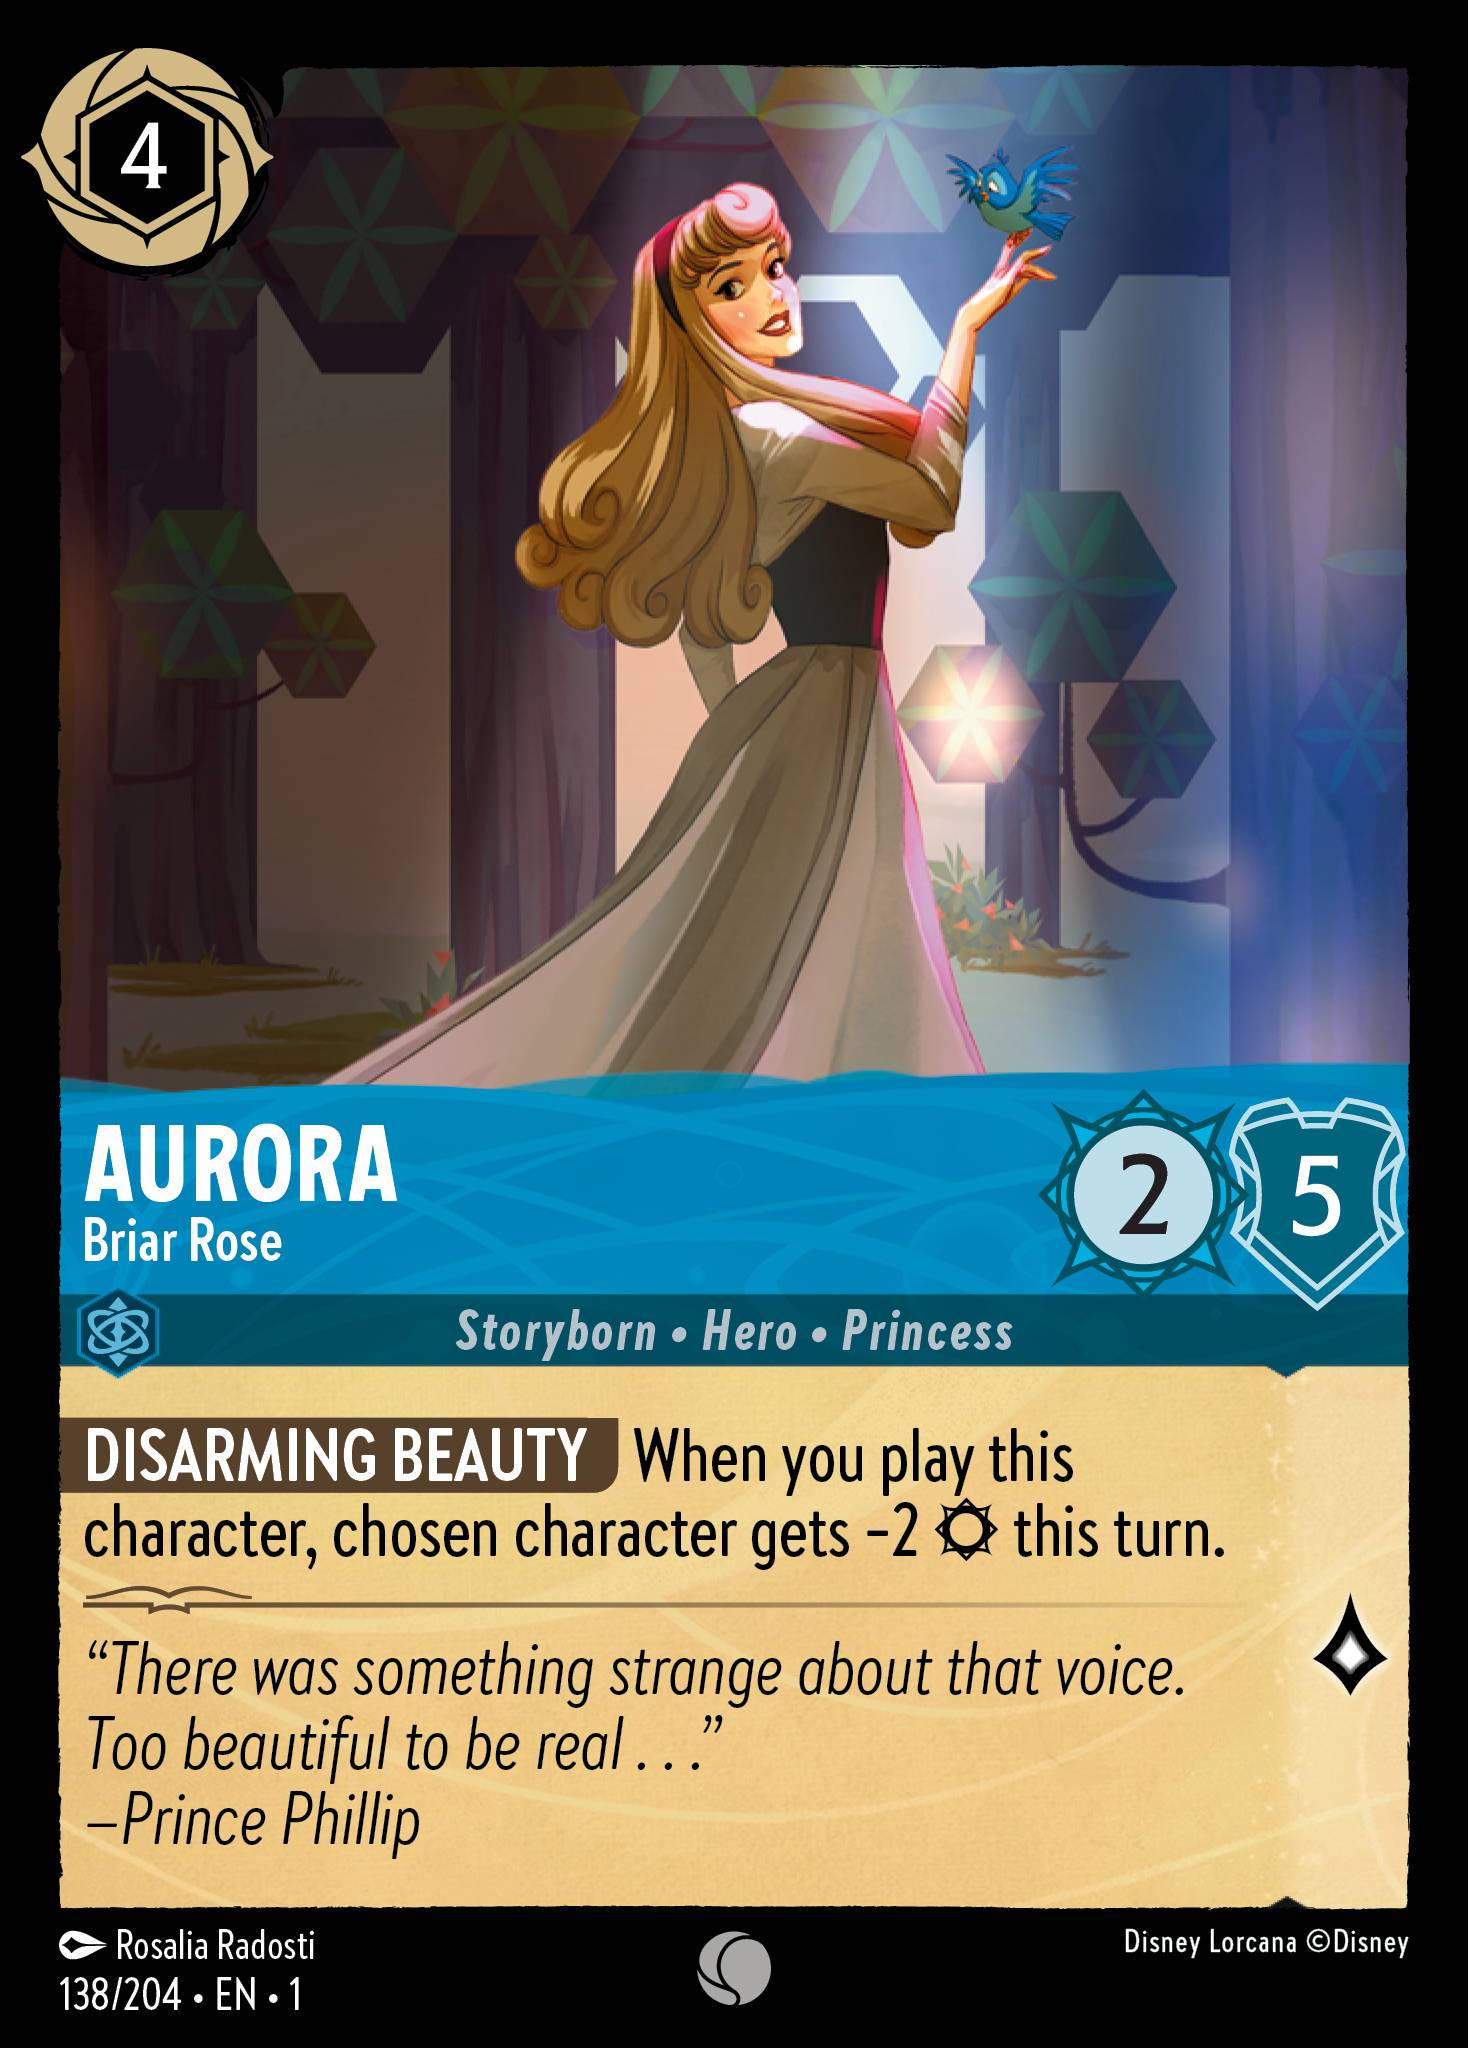 4
AURORA
Briar Rose
2
5
Storyborn • Hero • Princess
DISARMING BEAUTY When you play this
character, chosen character gets -2 this turn.
“There was something strange about that voice.
Too beautiful to be real . . .”
–Prince Phillip
Rosalia Radosti
Disney Lorcana ©Disney
138/204 • EN • 1